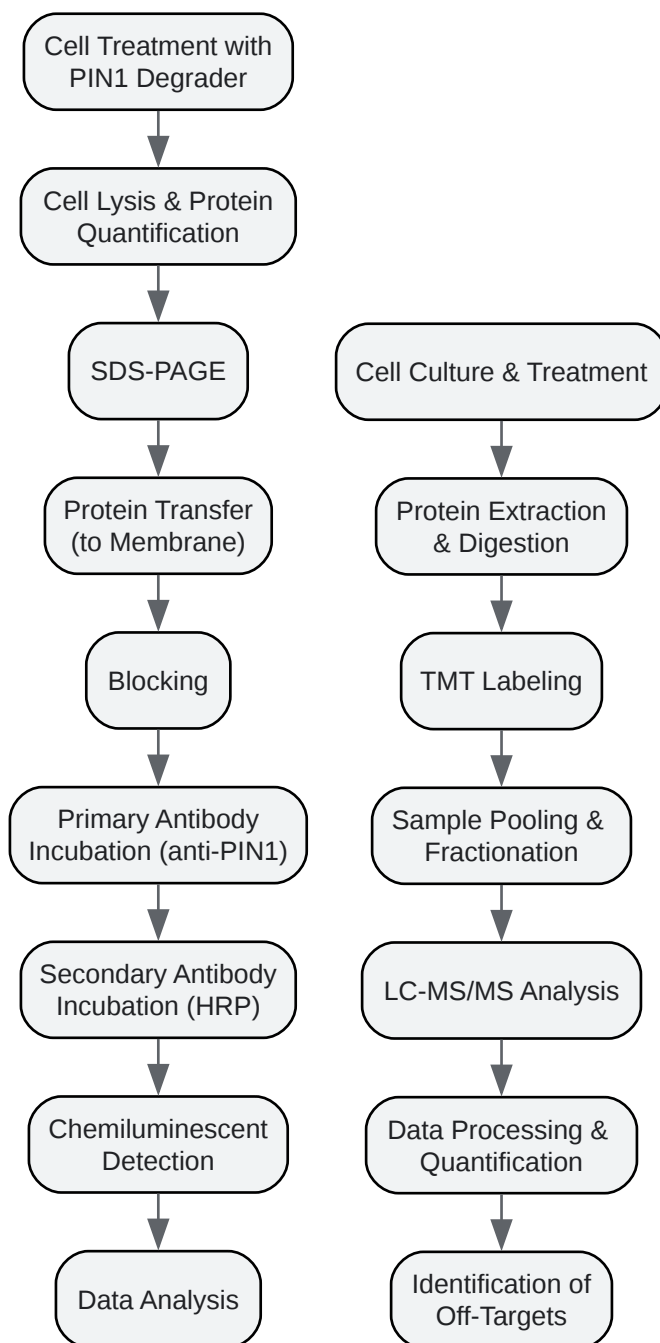 Cell Treatment with
PIN1 Degrader
Cell Lysis & Protein
Quantification
SDS-PAGE
Protein Transfer
(to Membrane)
Blocking
Primary Antibody
Incubation (anti-PIN1)
Secondary Antibody
Incubation (HRP)
Chemiluminescent
Detection
Data Analysis
Cell Culture & Treatment
Protein Extraction
& Digestion
TMT Labeling
Sample Pooling &
Fractionation
LC-MS/MS Analysis
Data Processing &
Quantification
Identification of
Off-Targets